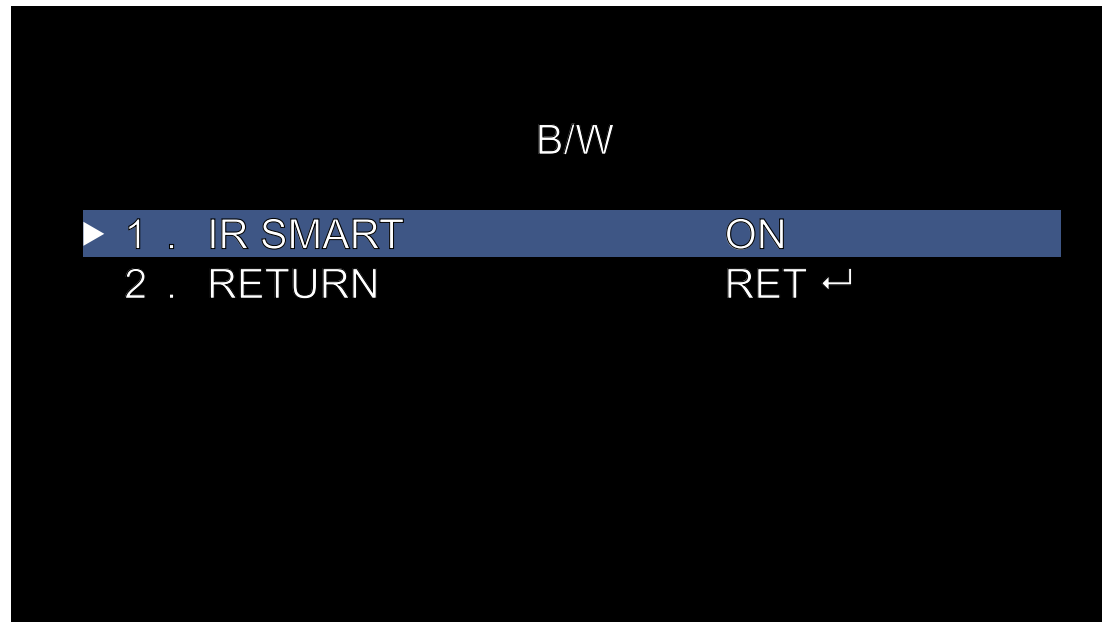 B/W
1 . IR SMART ON
2 . RETURN RET ↵